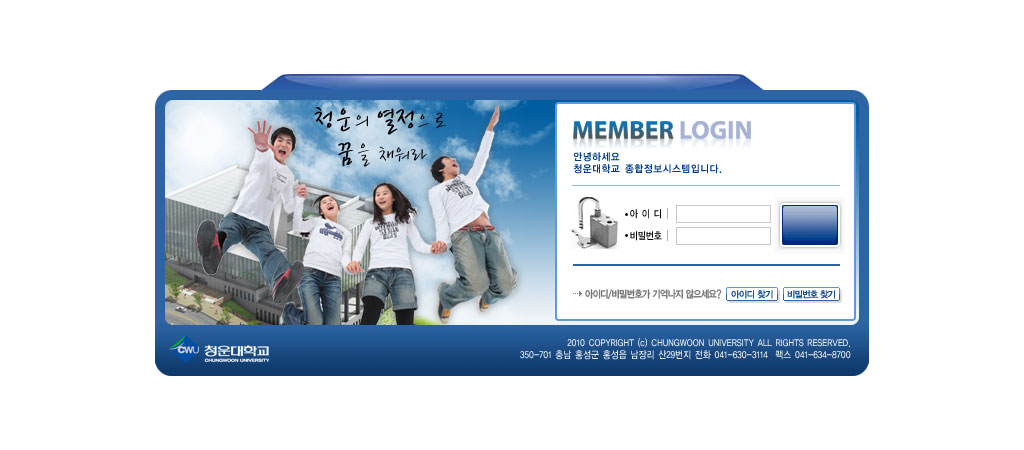 청운의 열정으로
꿈을 채워라
MEMBER LOGIN
안녕하세요
청운대학교 종합정보시스템입니다.
•아 이 디
•비밀번호
아이디/비밀번호가 기억나지 않으세요? 아이디 찾기 비밀번호 찾기
CWU 청운대학교
CHUNGWOON UNIVERSITY
2010 COPYRIGHT (c) CHUNGWOON UNIVERSITY ALL RIGHTS RESERVED,
350-701 충남 홍성군 홍성읍 남장리 산29번지 전화 041-630-3114 팩스 041-634-8700